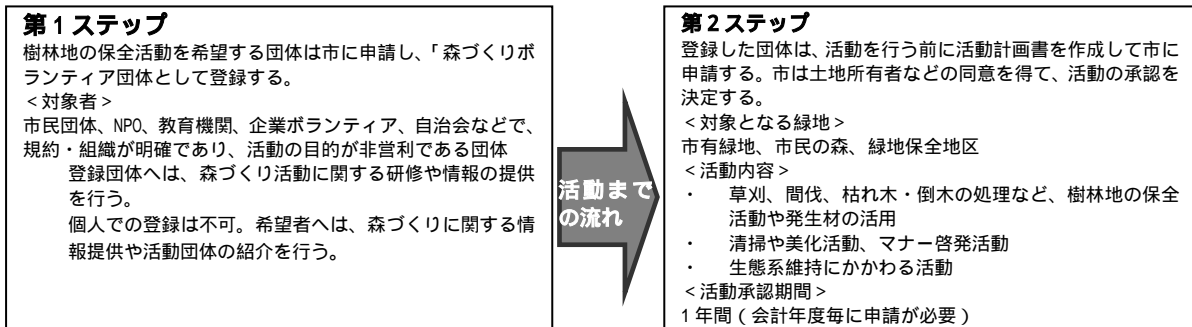 第1ステップ
樹林地の保全活動を希望する団体は市に申請し、「森づくりボ
ランティア団体として登録する。
<対象者>
市民団体、NPO、教育機関、企業ボランティア、自治会などで、
規約・組織が明確であり、活動の目的が非営利である団体
登録団体へは、森づくり活動に関する研修や情報の提供
を行う。
個人での登録は不可。希望者へは、森づくりに関する情
報提供や活動団体の紹介を行う。
活動まで
の流れ
第2ステップ
登録した団体は、活動を行う前に活動計画書を作成して市に
申請する。市は土地所有者などの同意を得て、活動の承認を
決定する。
<対象となる緑地>
市有緑地、市民の森、緑地保全地区
<活動内容>
・ 草刈、間伐、枯れ木・倒木の処理など、樹林地の保全
活動や発生材の活用
・ 清掃や美化活動、マナー啓発活動
・ 生態系維持にかかわる活動
<活動承認期間>
1年間(会計年度毎に申請が必要)